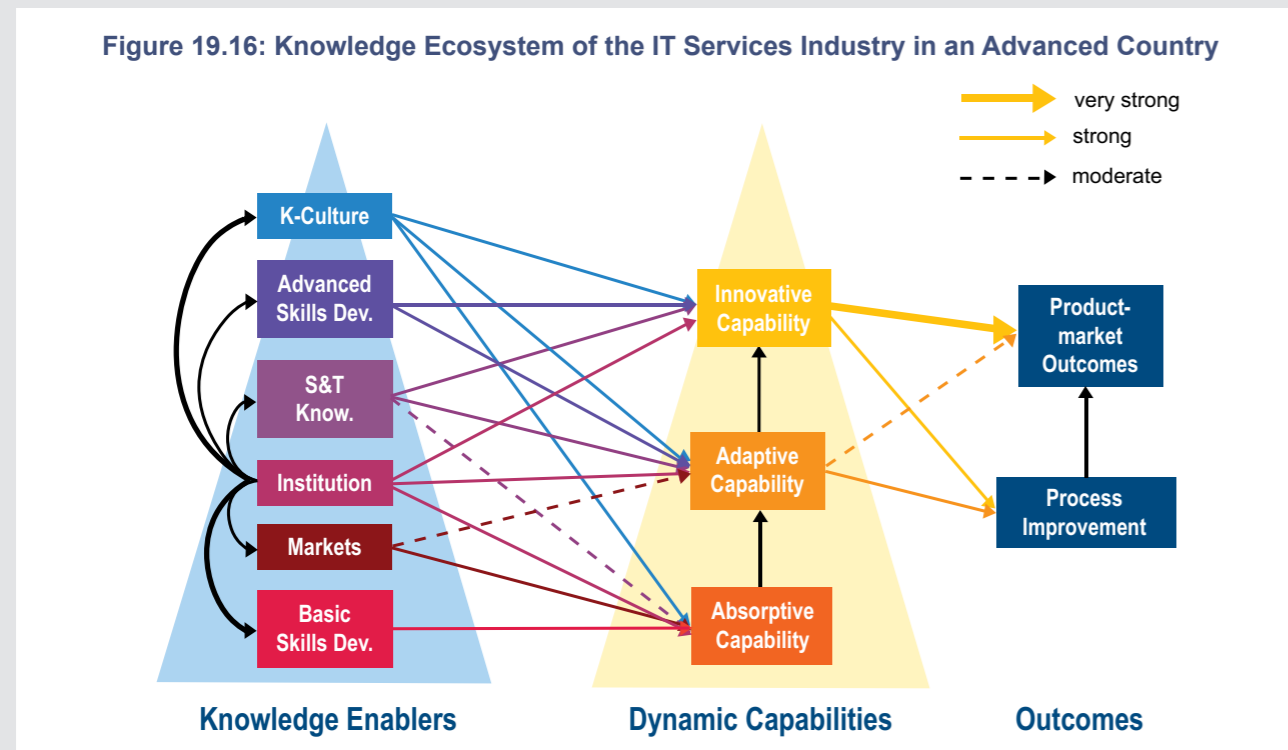 Figure 19.16: Knowledge Ecosystem of the IT Services Industry in an Advanced Country
very strong
strong
moderate
K-Culture
Advanced
Skills Dev.
S&T
Know.
Institution
Markets
Basic
Skills Dev.
Innovative
Capability
Adaptive
Capability
Absorptive
Capability
Product-
market
Outcomes
Process
Improvement
Knowledge Enablers
Dynamic Capabilities
Outcomes